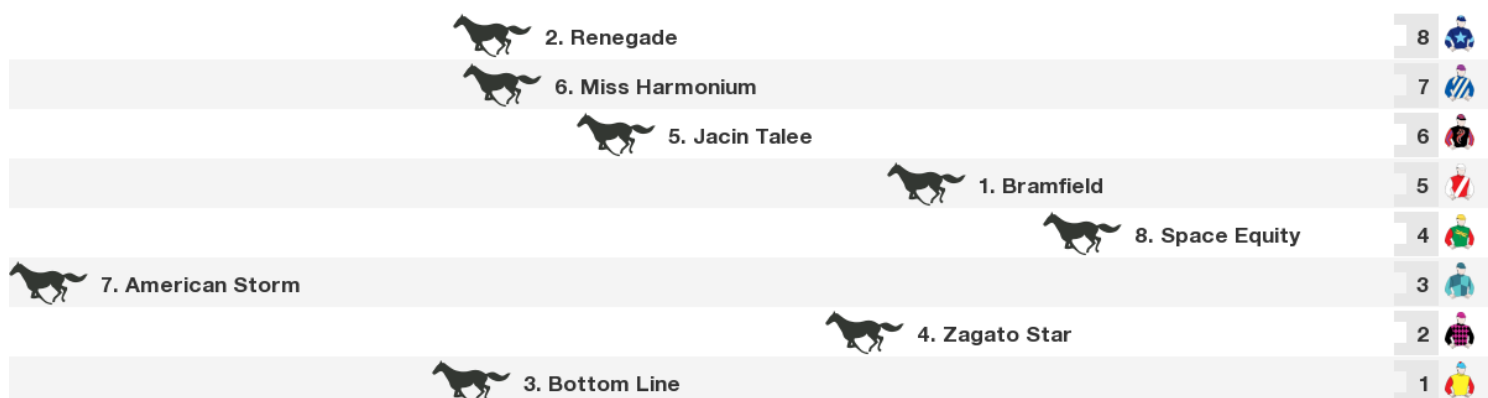 2. Renegade 8
6. Miss Harmonium 7
5. Jacin Talee 6
1. Bramfield 5
8. Space Equity 4
7. American Storm 3
4. Zagato Star 2
3. Bottom Line 1